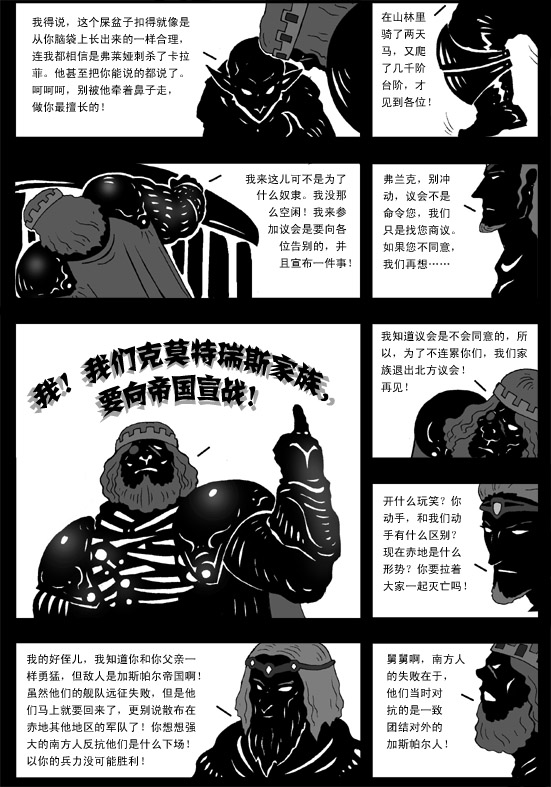 我得说，这个屎盆子扣得就像是
从你脑袋上长出来的一样合理，
连我都相信是弗莱娅刺杀了卡拉
菲。他甚至把你能说的都说了。
呵呵呵，别被他牵着鼻子走，
做你最擅长的！
在山林里
骑了两天
马，又爬
了几千阶
台阶，才
见到各位！
我来这儿可不是为了
什么奴隶。我没那
么空闲！我来参
加议会是要向各
位告别的，并
且宣布一件事！
弗兰克，别冲
动，议会不是
命令您，我们
只是找您商议。
如果您不同意，
我们再想……
我！我们克莫特瑞斯家族，
要向帝国宣战！
我知道议会是不会同意的，所
以，为了不连累你们，我们家
族退出北方议会！
再见！
开什么玩笑？你
动手，和我们动
手有什么区别？
现在赤地是什么
形势？你要拉着
大家一起灭亡吗！
我的好侄儿，我知道你和你父亲一
样勇猛，但敌人是加斯帕尔帝国啊！
虽然他们的舰队远征失败，但是他
们马上就要回来了，更别说散布在
赤地其他地区的军队了！你想想强
大的南方人反抗他们是什么下场！
以你的兵力没可能胜利！
舅舅啊，南方人
的失败在于，
他们当时对
抗的是一致
团结对外的
加斯帕尔人！